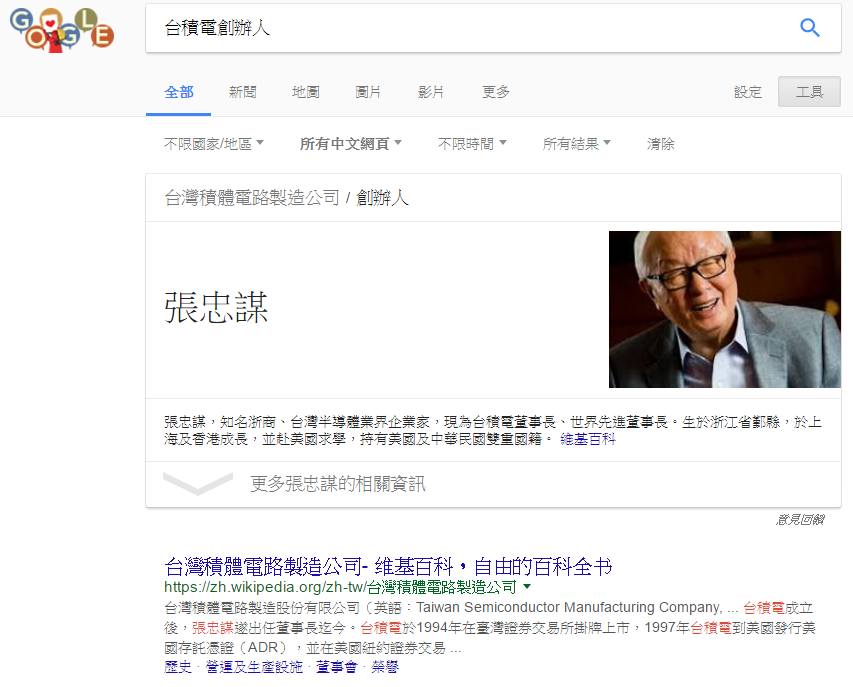 GOOGLE
台積電創辦人
全部 新聞 地圖 圖片 影片 更多 設定 工具
不限國家/地區 所有中文網頁 不限時間 所有結果 清除
台灣積體電路製造公司 / 創辦人
張忠謀
張忠謀，知名浙商、台灣半導體業界企業家，現為台積電董事長、世界先進董事長。生於浙江省鄞縣，於上
海及香港成長，並赴美國求學，持有美國及中華民國雙重國籍。 維基百科
更多張忠謀的相關資訊
意見回饋
台灣積體電路製造公司- 维基百科，自由的百科全书
https://zh.wikipedia.org/zh-tw/台灣積體電路製造公司
台灣積體電路製造股份有限公司（英語：Taiwan Semiconductor Manufacturing Company, ... 台積電成立
後，張忠謀遂出任董事長迄今。台積電於1994年在臺灣證券交易所掛牌上市，1997年台積電到美國發行美
國存託憑證（ADR），並在美國紐約證券交易 ...
歷史 · 營運及生產設施 · 董事會 · 榮譽